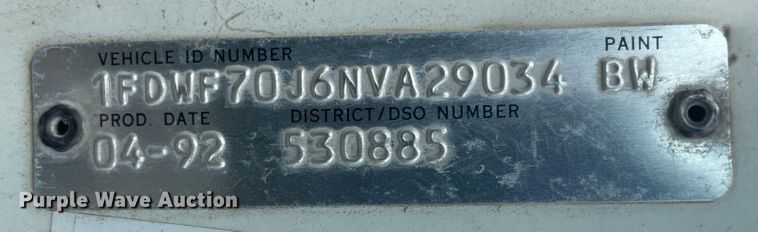 VEHICLE ID NUMBER PAINT
1FDWF70J6NVA29034 BW
PROD. DATE DISTRICT/DSO NUMBER
04-92 530885
Purple Wave Auction